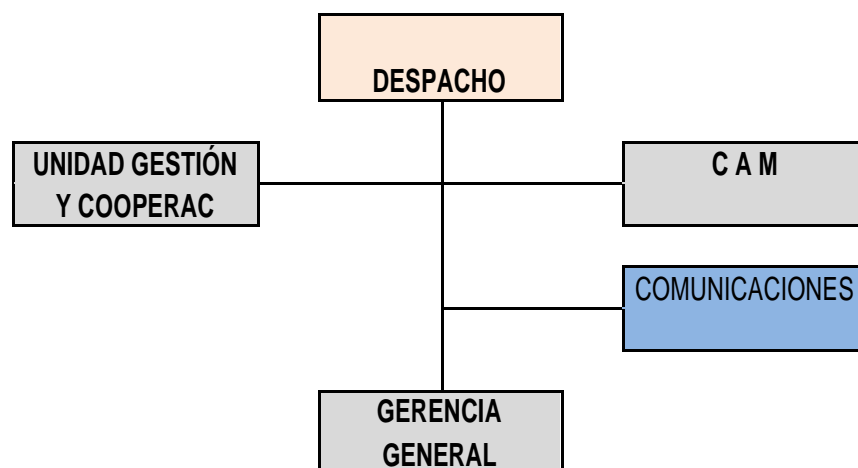 DESPACHO
UNIDAD GESTIÓN
Y COOPERAC
C A M
COMUNICACIONES
GERENCIA
GENERAL